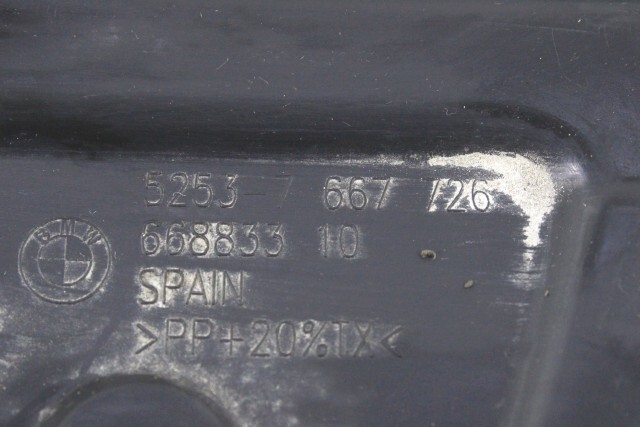 5253-7 667 726
BMW
668833 10
SPAIN
>PP+20%TX<